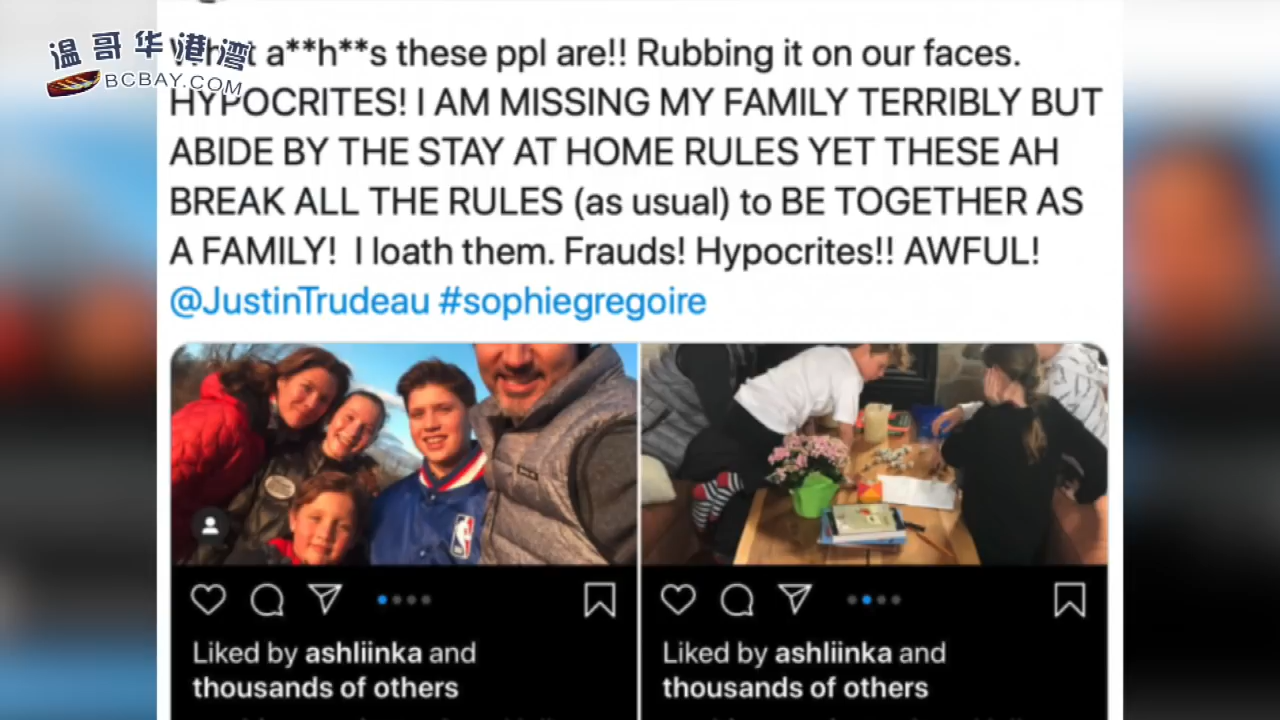 温哥华港湾
BCBAY.COM
a**h**s these ppl are!! Rubbing it on our faces.
HYPOCRITES! I AM MISSING MY FAMILY TERRIBLY BUT
ABIDE BY THE STAY AT HOME RULES YET THESE AH
BREAK ALL THE RULES (as usual) to BE TOGETHER AS
A FAMILY! I loath them. Frauds! Hypocrites!! AWFUL!
@JustinTrudeau #sophiegregoire
Liked by ashliinka and
thousands of others
Liked by ashliinka and
thousands of others